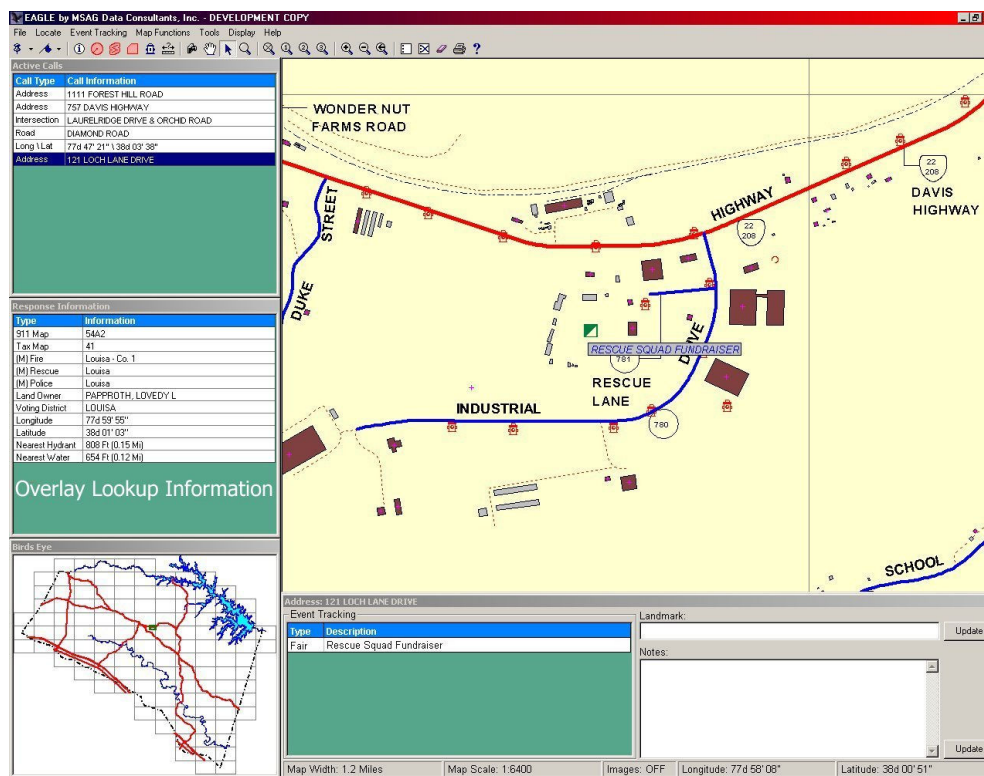 EAGLE by MSAG Data Consultants, Inc. - DEVELOPMENT COPY
File Locate Event Tracking Map Functions Tools Display Help
Active Calls
Call Type Call Information
Address 1111 FOREST HILL ROAD
Address 757 DAVIS HIGHWAY
Intersection LAURELRIDGE DRIVE & ORCHID ROAD
Road DIAMOND ROAD
Long \ Lat 77d 47' 21" \ 38d 03' 38"
Address 121 LOCH LANE DRIVE
Response Information
Type Information
911 Map 54A2
Tax Map 41
(M) Fire Louisa - Co. 1
(M) Rescue Louisa
(M) Police Louisa
Land Owner PAPPROTH, LOVEDY L
Voting District LOUISA
Longitude 77d 59' 55"
Latitude 38d 01' 03"
Nearest Hydrant 808 Ft (0.15 Mi)
Nearest Water 654 Ft (0.12 Mi)
Overlay Lookup Information
Birds Eye
WONDER NUT
FARMS ROAD
STREET
DUKE
HIGHWAY
22
208
DAVIS
HIGHWAY
22
208
DRIVE
RESCUE SQUAD FUNDRAISER
781
RESCUE
LANE
INDUSTRIAL
780
SCHOOL
Address: 121 LOCH LANE DRIVE
Event Tracking
Type Description
Fair Rescue Squad Fundraiser
Landmark:
Update
Notes:
Update
Map Width: 1.2 Miles Map Scale: 1:6400 Images: OFF Longitude: 77d 58' 08" Latitude: 38d 00' 51"